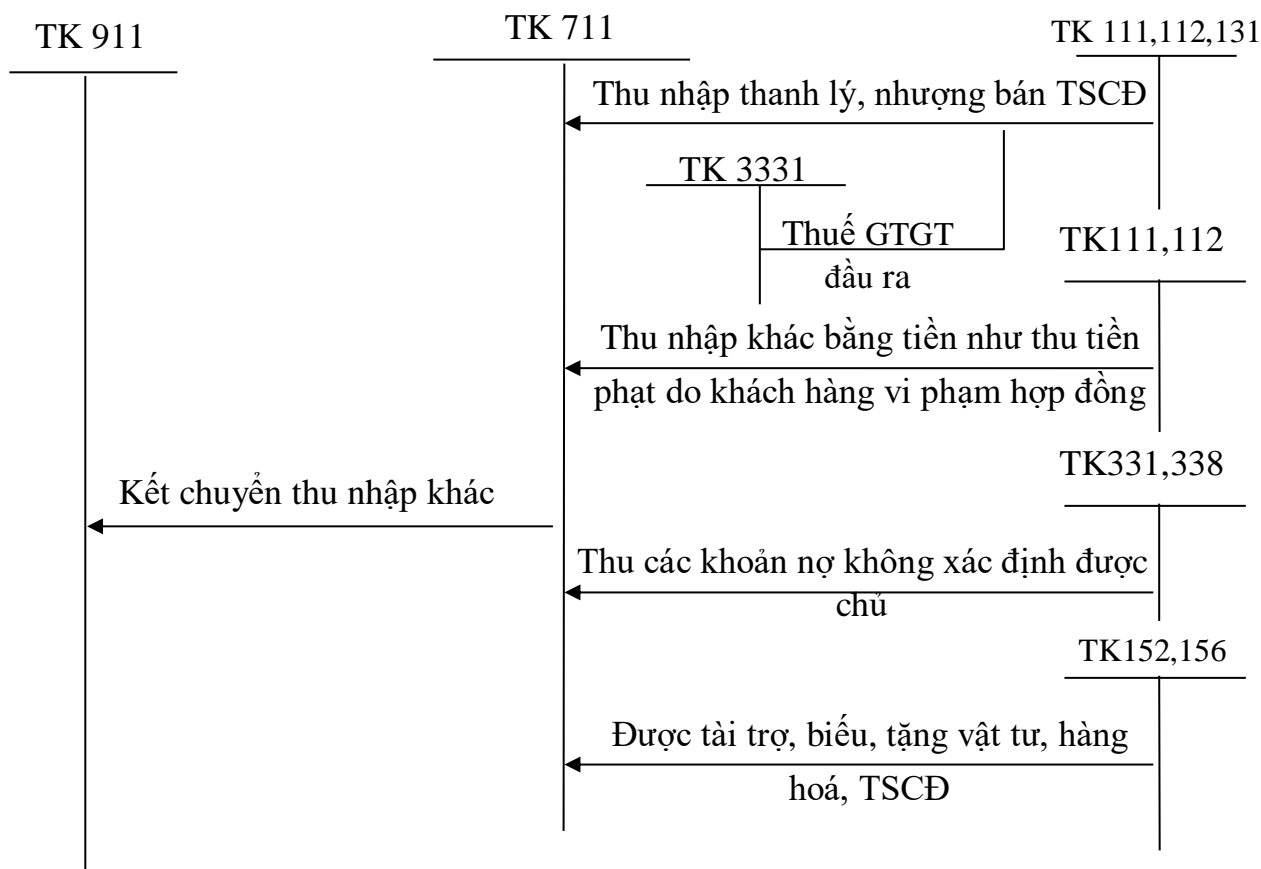 TK 911
TK 711
TK 111,112,131
Thu nhập thanh lý, nhượng bán TSCĐ
TK 3331
Thuế GTGT
đầu ra
TK111,112
Thu nhập khác bằng tiền như thu tiền
phạt do khách hàng vi phạm hợp đồng
TK331,338
Kết chuyển thu nhập khác
Thu các khoản nợ không xác định được
chủ
TK152,156
Được tài trợ, biếu, tặng vật tư, hàng
hoá, TSCĐ